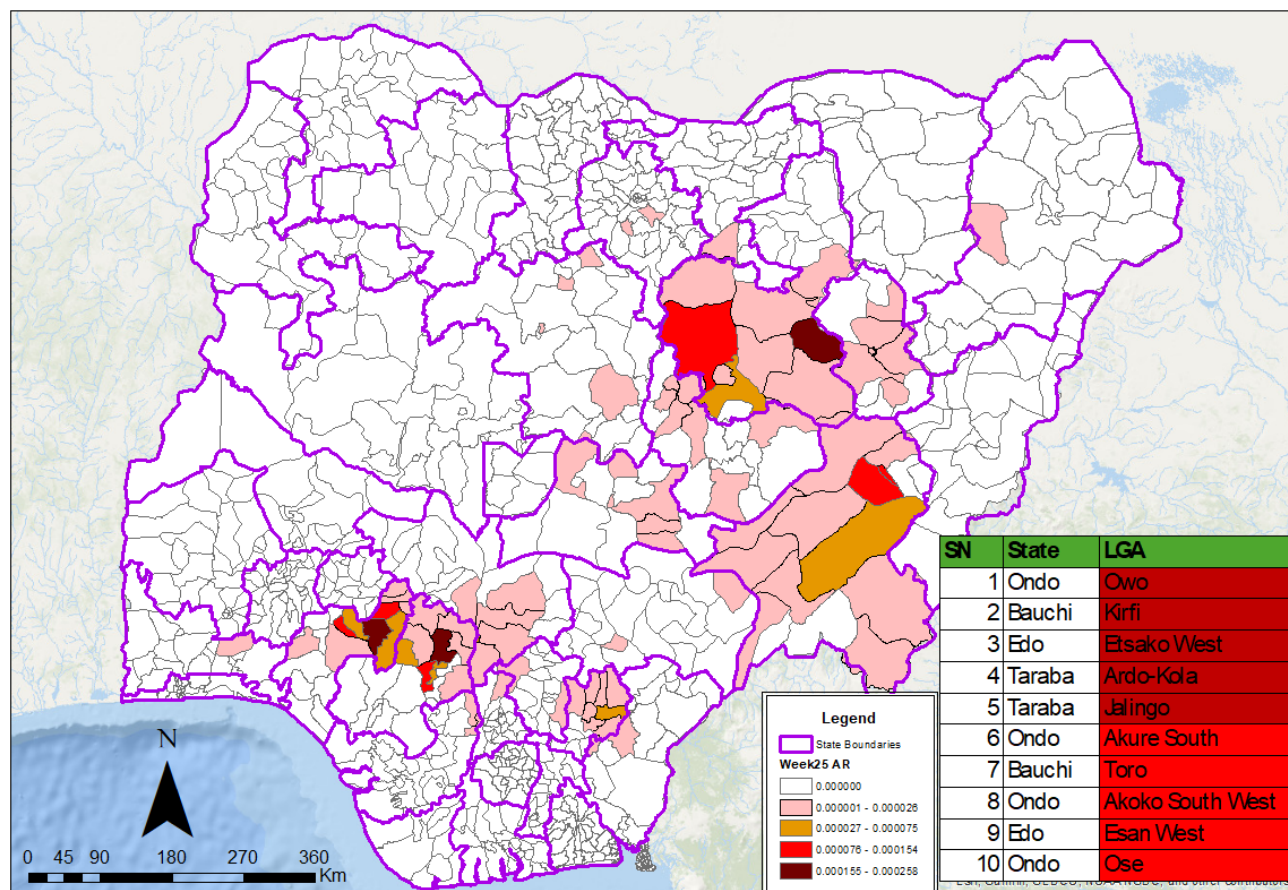 SN State LGA
1 Ondo Owo
2 Bauchi Kirfi
3 Edo Etsako West
4 Taraba Ardo-Kola
5 Taraba Jalingo
6 Ondo Akure South
7 Bauchi Toro
8 Ondo Akoko South West
9 Edo Esan West
10 Ondo Ose
Legend
State Boundaries
Week25 AR
0.000000
0.000001 - 0.000026
0.000027 - 0.000075
0.000076 - 0.000154
0.000155 - 0.000258
N
0 45 90 180 270 360
Km
and other contributors